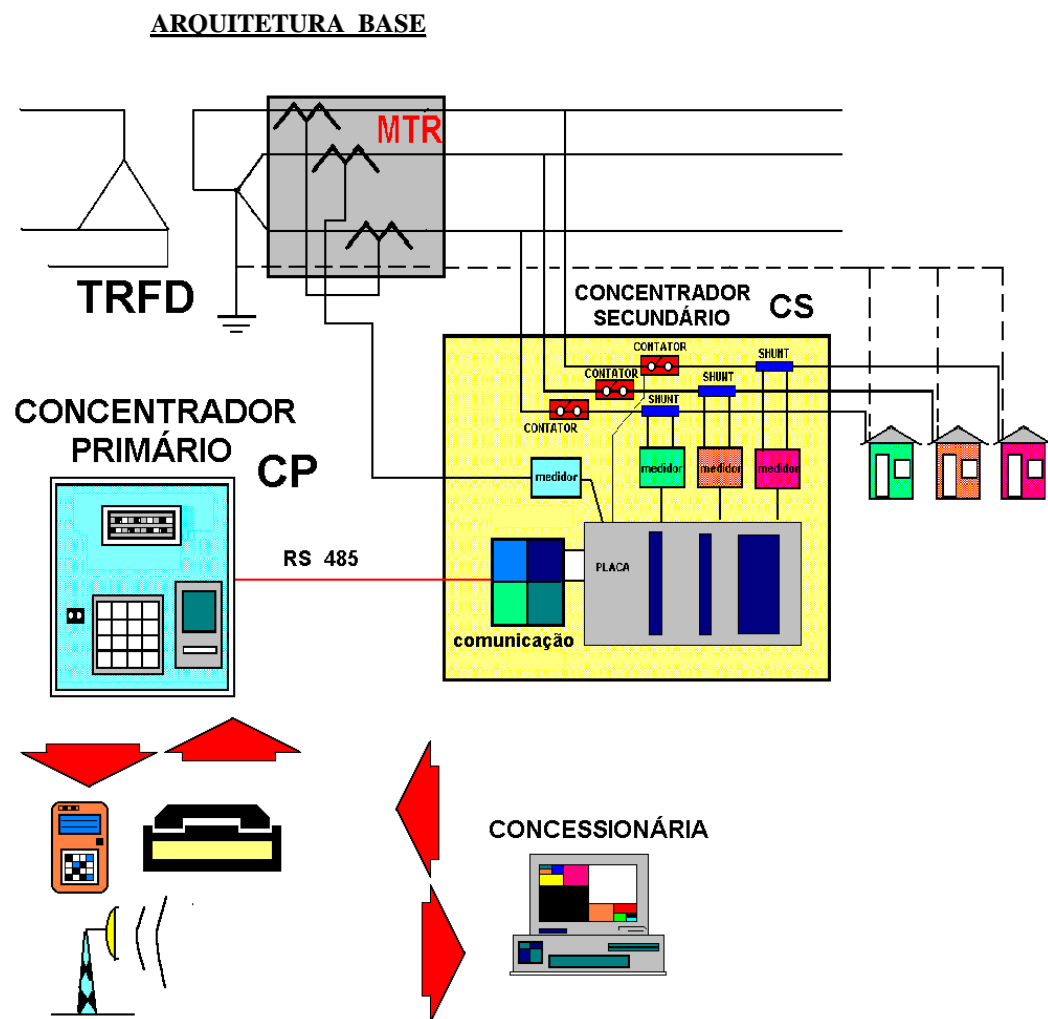 ARQUITETURA BASE
MTR
TRFD
CONCENTRADOR
SECUNDÁRIO
CS
CONTATOR
SHUNT
CONTATOR
SHUNT
SHUNT
CONTATOR
CONCENTRADOR
PRIMÁRIO
CP
medidor
medidor
medidor
medidor
RS 485
PLACA
comunicação
CONCESSIONÁRIA